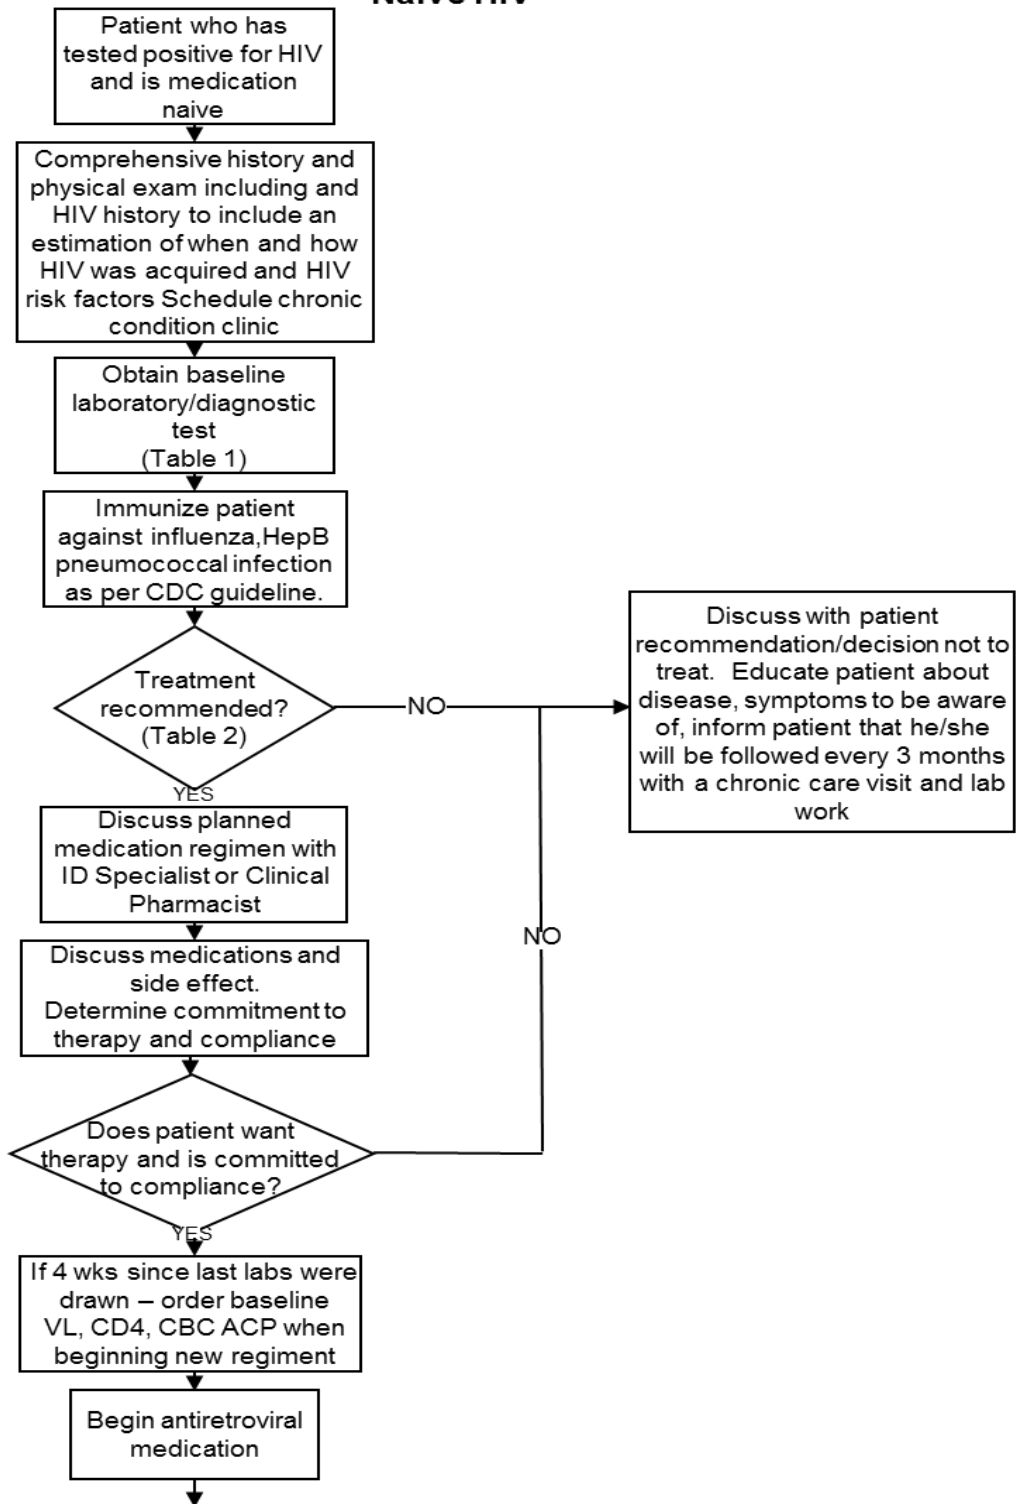 Naive HIV
Patient who has
tested positive for HIV
and is medication
naive
Comprehensive history and
physical exam including and
HIV history to include an
estimation of when and how
HIV was acquired and HIV
risk factors Schedule chronic
condition clinic
Obtain baseline
laboratory/diagnostic
test
(Table 1)
Immunize patient
against influenza,HepB
pneumococcal infection
as per CDC guideline.
Treatment
recommended?
(Table 2)
NO
Discuss with patient
recommendation/decision not to
treat. Educate patient about
disease, symptoms to be aware
of, inform patient that he/she
will be followed every 3 months
with a chronic care visit and lab
work
YES
Discuss planned
medication regimen with
ID Specialist or Clinical
Pharmacist
Discuss medications and
side effect.
Determine commitment to
therapy and compliance
NO
Does patient want
therapy and is committed
to compliance?
YES
If 4 wks since last labs were
drawn – order baseline
VL, CD4, CBC ACP when
beginning new regiment
Begin antiretroviral
medication